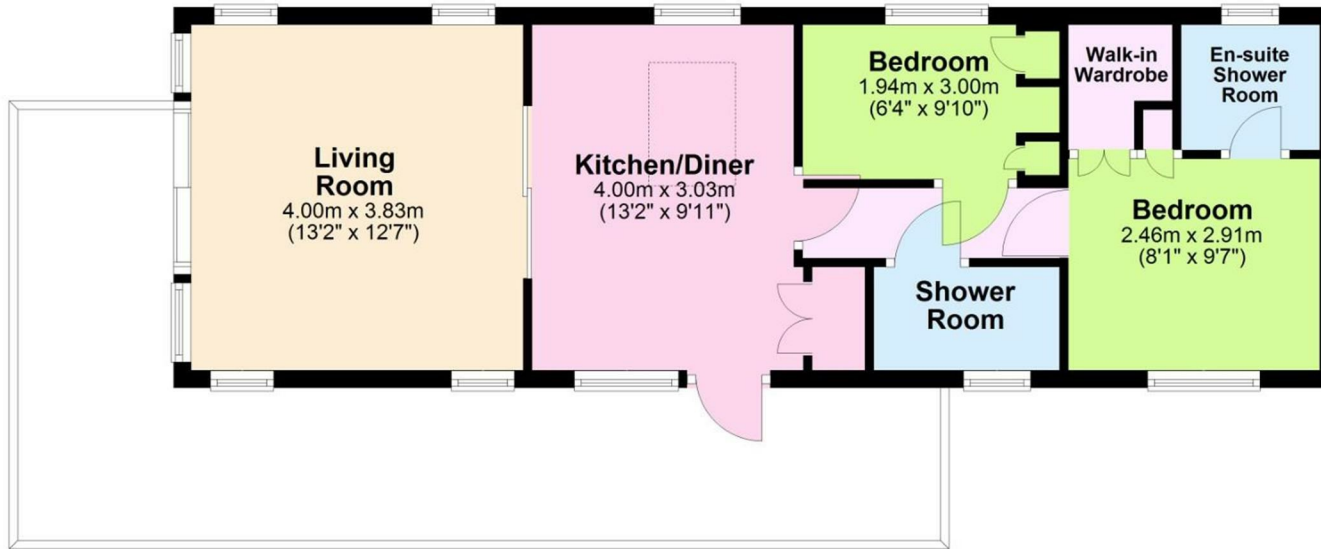 Living
Room
4.00m x 3.83m
(13'2" x 12'7")
Kitchen/Diner
4.00m x 3.03m
(13'2" x 9'11")
Bedroom
1.94m x 3.00m
(6'4" x 9'10")
Walk-in
Wardrobe
En-suite
Shower
Room
Shower
Room
Bedroom
2.46m x 2.91m
(8'1" x 9'7")